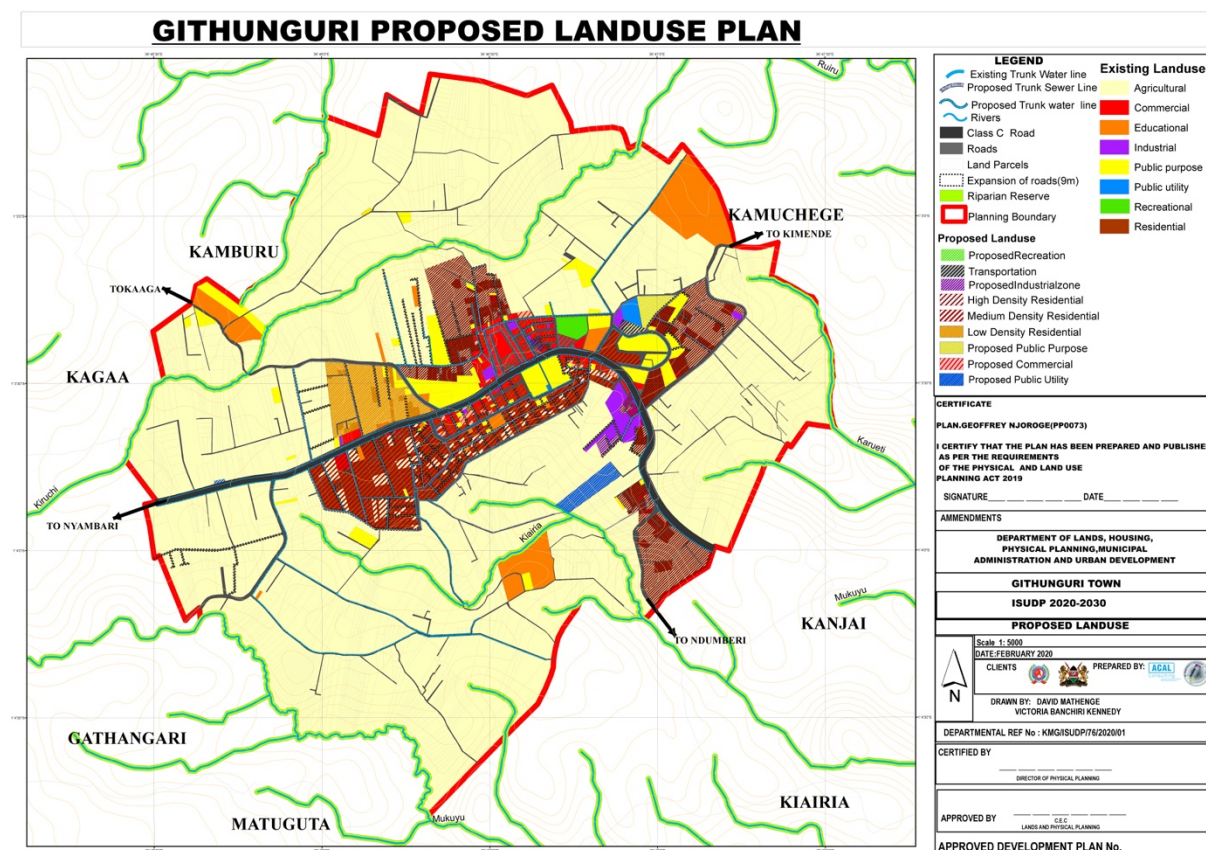 GITHUNGURI PROPOSED LANDUSE PLAN
Ruiru
KAMUCHEGE
TO KIMENDE
KAMBURU
TOKAAGA
KAGAA
Karueti
Kiruchi
TO NYAMBARI
Kiairia
Mukuyu
KANJAI
TO NDUMBERI
GATHANGARI
KIAIRIA
Mukuyu
MATUGUTA
LEGEND
Existing Trunk Water line
Proposed Trunk Sewer Line
Proposed Trunk water line
Rivers
Class C Road
Roads
Land Parcels
Expansion of roads(9m)
Riparian Reserve
Planning Boundary
Existing Landuse
Agricultural
Commercial
Educational
Industrial
Public purpose
Public utility
Recreational
Residential
Proposed Landuse
ProposedRecreation
Transportation
ProposedIndustrialzone
High Density Residential
Medium Density Residential
Low Density Residential
Proposed Public Purpose
Proposed Commercial
Proposed Public Utility
CERTIFICATE
PLAN.GEOFFREY NJOROGE(PP0073)
I CERTIFY THAT THE PLAN HAS BEEN PREPARED AND PUBLISHE
AS PER THE REQUIREMENTS
OF THE PHYSICAL AND LAND USE
PLANNING ACT 2019
SIGNATURE____ ____ ____ ____ ____ DATE____ ____ ____ ____
AMMENDMENTS
DEPARTMENT OF LANDS, HOUSING,
PHYSICAL PLANNING,MUNICIPAL
ADMINISTRATION AND URBAN DEVELOPMENT
GITHUNGURI TOWN
ISUDP 2020-2030
PROPOSED LANDUSE
Scale 1: 5000
DATE:FEBRUARY 2020
CLIENTS
PREPARED BY:
ACAL
N
DRAWN BY: DAVID MATHENGE
VICTORIA BANCHIRI KENNEDY
DEPARTMENTAL REF No : KMG/ISUDP/76/2020/01
CERTIFIED BY
DIRECTOR OF PHYSICAL PLANNING
APPROVED BY
C.E.C
LANDS AND PHYSICAL PLANNING
APPROVED DEVELOPMENT PLAN No.